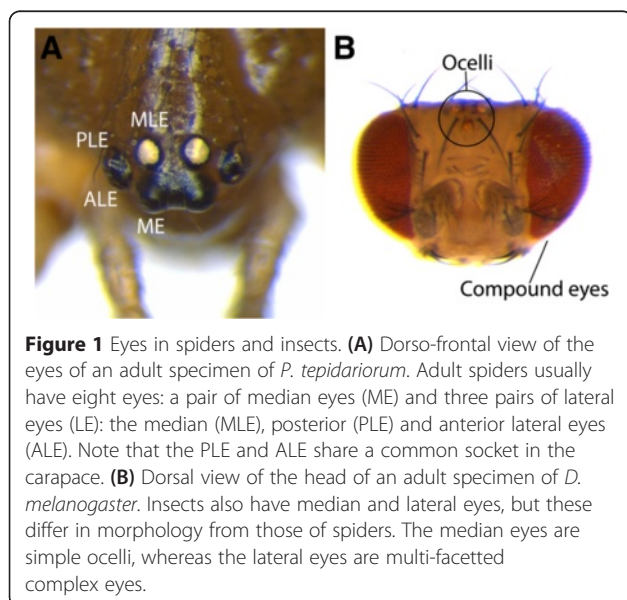 A
B
Ocelli
MLE
PLE
ALE
ME
Compound eyes
Figure 1 Eyes in spiders and insects. (A) Dorso-frontal view of the
eyes of an adult specimen of P. tepidariorum. Adult spiders usually
have eight eyes: a pair of median eyes (ME) and three pairs of lateral
eyes (LE): the median (MLE), posterior (PLE) and anterior lateral eyes
(ALE). Note that the PLE and ALE share a common socket in the
carapace. (B) Dorsal view of the head of an adult specimen of D.
melanogaster. Insects also have median and lateral eyes, but these
differ in morphology from those of spiders. The median eyes are
simple ocelli, whereas the lateral eyes are multi-facetted
complex eyes.